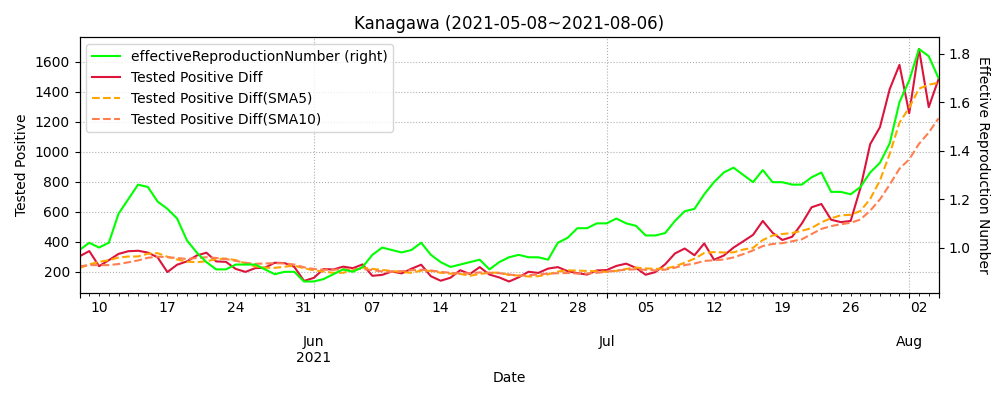 Kanagawa (2021-05-08~2021-08-06)
effectiveReproductionNumber (right)
Tested Positive Diff
Tested Positive Diff(SMA5)
Tested Positive Diff(SMA10)
Tested Positive
1600
1400
1200
1000
800
600
400
200
1.8
1.6
1.4
1.2
1.0
Effective Reproduction Number
10 17 24 31 07 14 21 28 05 12 19 26 02
Jun Jul Aug
2021
Date